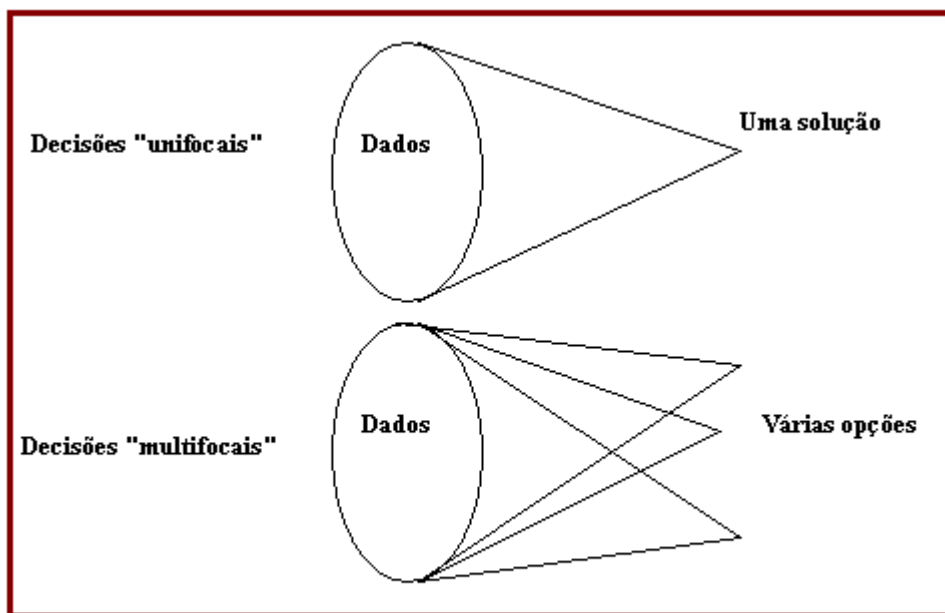 Decisões "unifocais"
Dados
Uma solução
Decisões "multifocais"
Dados
Várias opções